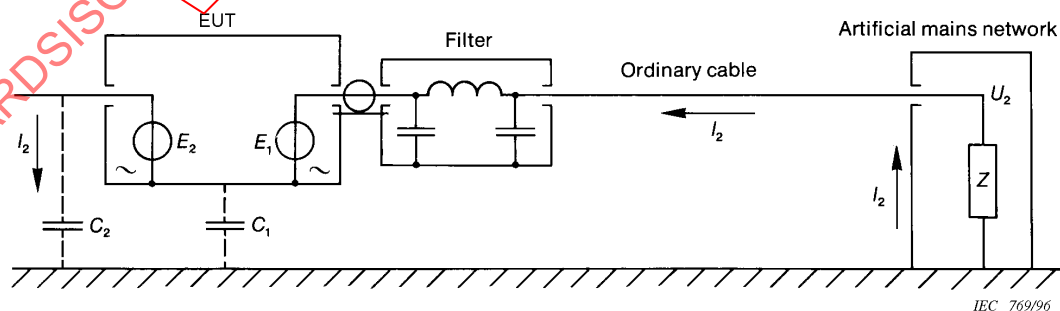 EUT
Artificial mains network
Filter
Ordinary cable
U2
I2
E2
E1
I2
I2
Z
C2
C1
IEC 769/96